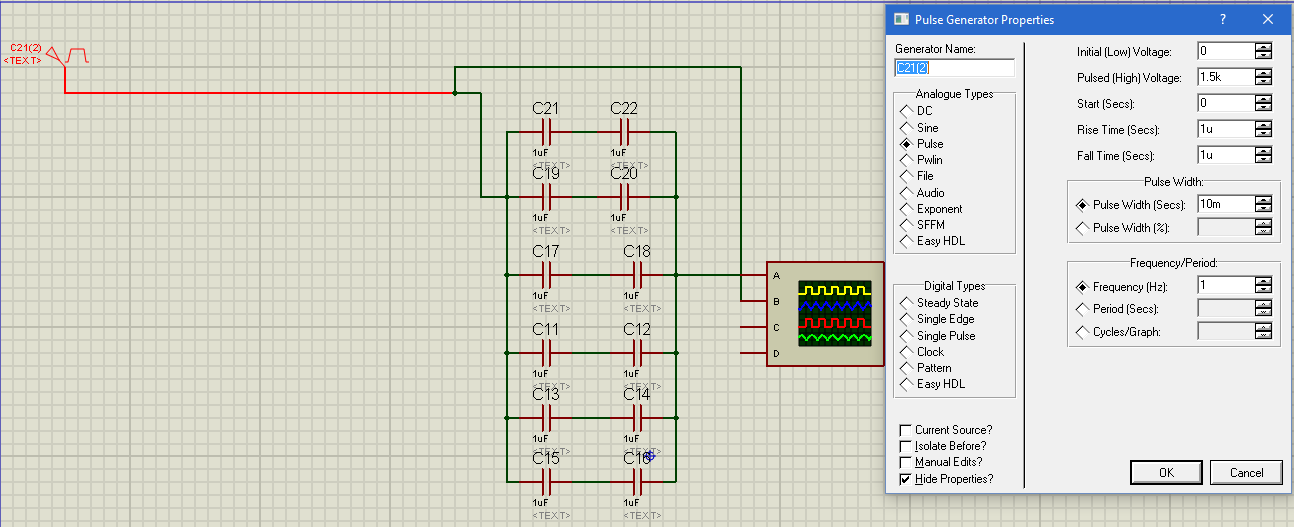 C21(2)
<TEXT>
C21
C22
1uF
1uF
<TEXT>
<TEXT>
C19
C20
1uF
1uF
<TEXT>
<TEXT>
C17
C18
1uF
1uF
<TEXT>
<TEXT>
C11
C12
1uF
1uF
<TEXT>
<TEXT>
C13
C14
1uF
1uF
<TEXT>
<TEXT>
C15
C16
1uF
1uF
<TEXT>
<TEXT>
A
B
C
D
Pulse Generator Properties
?
Generator Name:
C21(2)
Analogue Types
DC
Sine
Pulse
Pwlin
File
Audio
Exponent
SFFM
Easy HDL
Digital Types
Steady State
Single Edge
Single Pulse
Clock
Pattern
Easy HDL
Current Source?
Isolate Before?
Manual Edits?
Hide Properties?
Initial (Low) Voltage: 0
Pulsed (High) Voltage: 1.5k
Start (Secs): 0
Rise Time (Secs): 1u
Fall Time (Secs): 1u
Pulse Width:
Pulse Width (Secs): 10m
Pulse Width (%):
Frequency/Period:
Frequency (Hz): 1
Period (Secs):
Cycles/Graph:
OK
Cancel